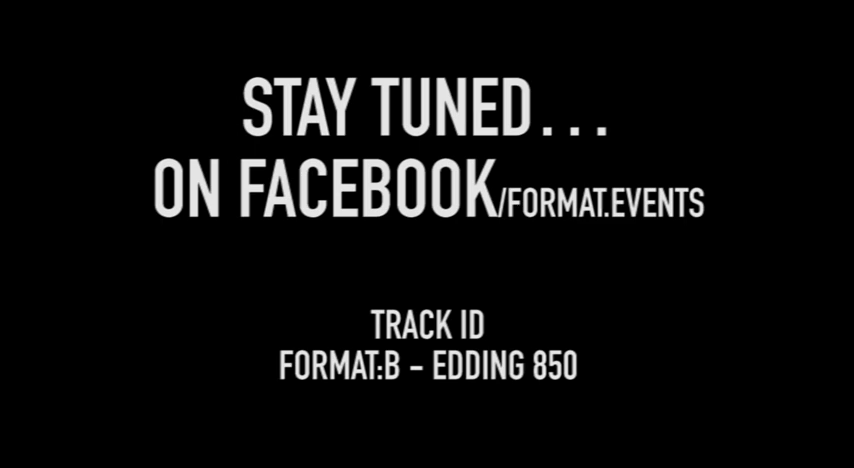 STAY TUNED...
ON FACEBOOK/FORMAT.EVENTS
TRACK ID
FORMAT:B - EDDING 850